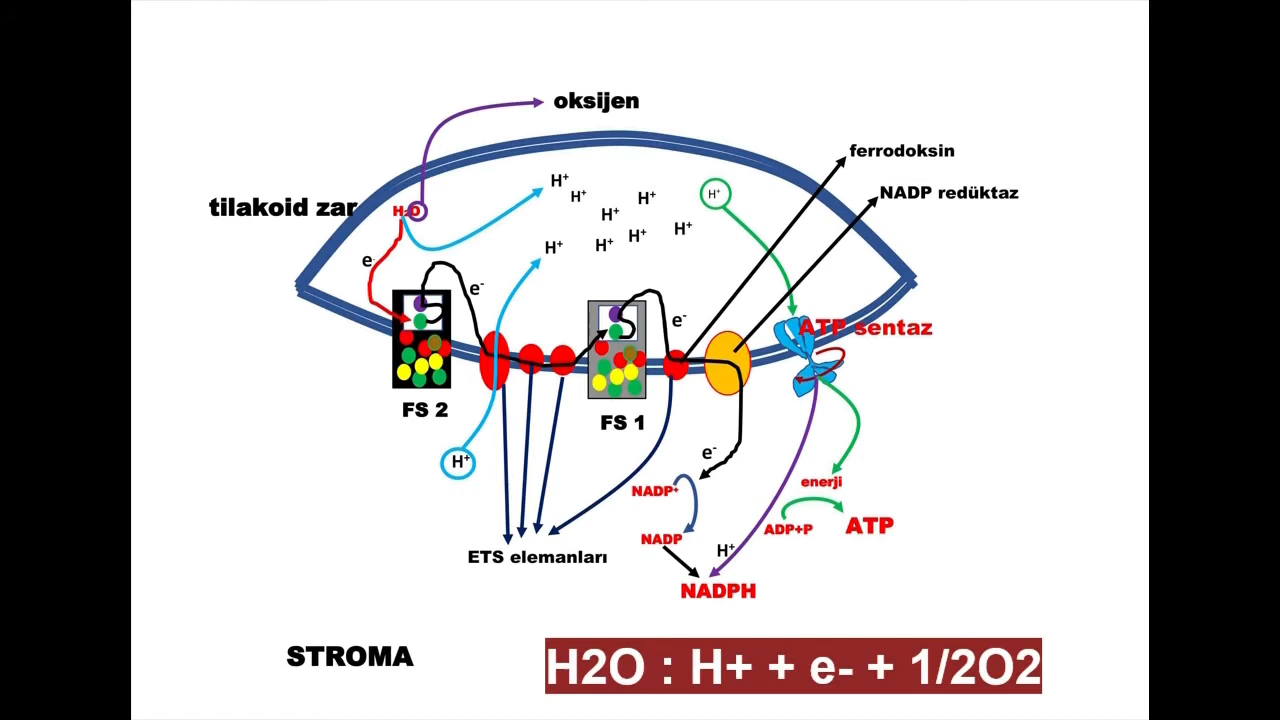 oksijen
ferrodoksin
H⁺
H⁺
H⁺
H⁺
NADP redüktaz
tilakoid zar
H₂O
H⁺
H⁺
H⁺
H⁺
H⁺
e-
e-
e-
ATP sentaz
FS 2
FS 1
H⁺
e-
enerji
NADP⁺
ADP+P
ATP
NADP
H⁺
ETS elemanları
NADPH
STROMA
H2O : H+ + e- + 1/2O2